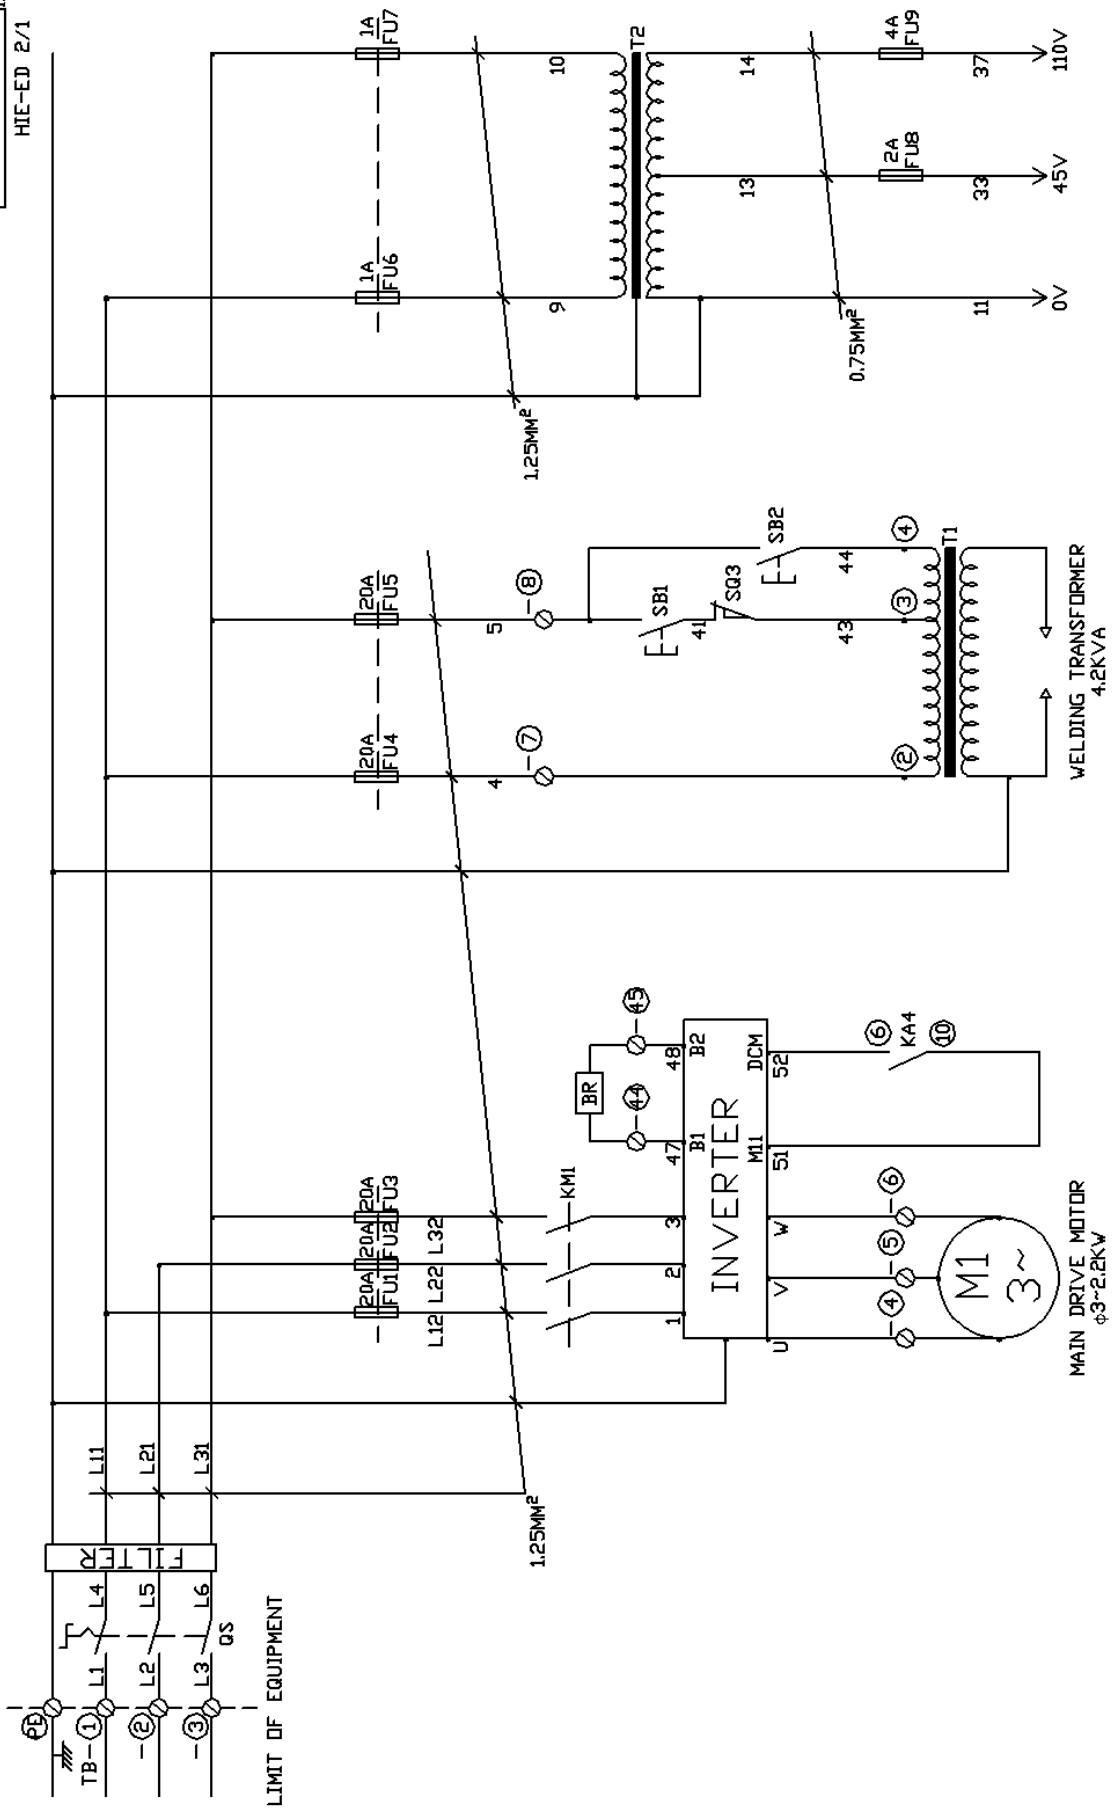 HIE-ED 2/1
PE
TB-1
-2
-3
LIMIT OF EQUIPMENT
L1
L2
L3
QS
L4
L5
L6
FILTER
L11
L21
L31
1.25MM²
20A
FU1
20A
FU2
20A
FU3
L12
L22
L32
KM1
1
2
3
INVERTER
BR
-44
-45
47
48
B1
B2
M11
DCM
51
52
6
KA4
10
U
V
W
-4
-5
-6
M1
3~
MAIN DRIVE MOTOR
ϕ3~2.2KW
20A
FU4
20A
FU5
4
5
-7
-8
SB1
41
SQ3
SB2
43
44
2
3
4
T1
WELDING TRANSFORMER
4.2KVA
1A
FU6
1A
FU7
1.25MM²
9
10
T2
13
14
0.75MM²
2A
FU8
4A
FU9
11
33
37
0V
45V
110V